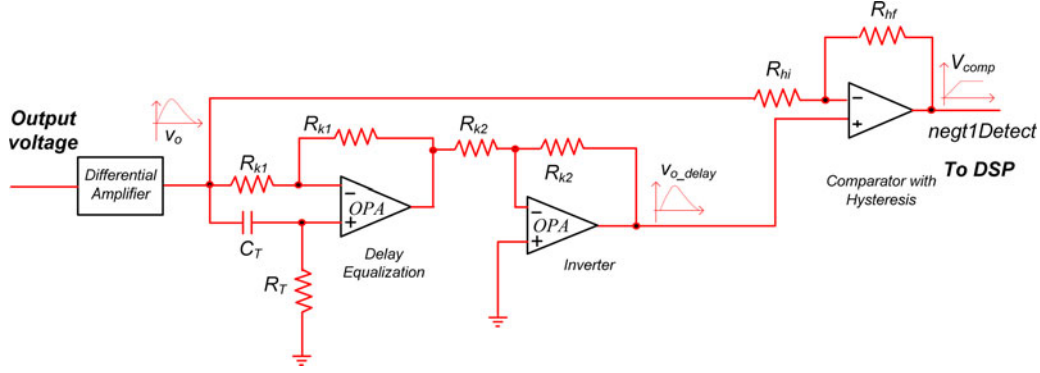 Output
voltage
Differential
Amplifier
v_o
R_k1
R_k1
C_T
R_T
−
+
OPA
Delay
Equalization
R_k2
R_k2
−
+
OPA
Inverter
v_o_delay
R_hi
R_hf
−
+
Comparator with
Hysteresis
V_comp
negt1Detect
To DSP